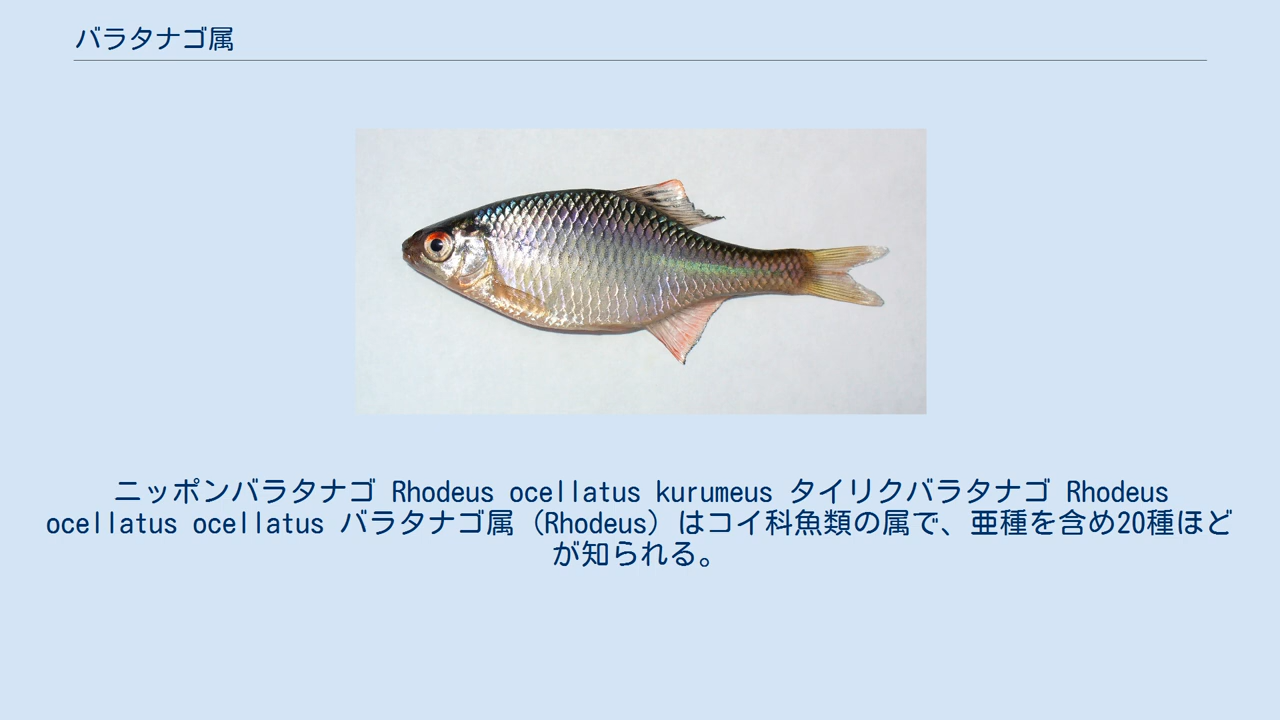 バラタナゴ属
ニッポンバラタナゴ Rhodeus ocellatus kurumeus タイリクバラタナゴ Rhodeus
ocellatus ocellatus バラタナゴ属（Rhodeus）はコイ科魚類の属で、亜種を含め20種ほど
が知られる。